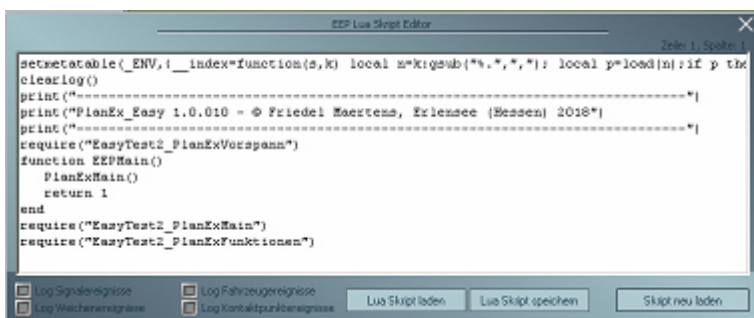 EEP Lua Skript Editor
Zeile: 1, Spalte: 1
setmetatable(_ENV,{__index=function(s,k) local n=k:gsub("%.",","); local p=load(n);if p the
clearlog()
print("------------------------------------------------------------------------")
print("PlanEx_Easy 1.0.010 - © Friedel Maertens, Erlensee (Hessen) 2018")
print("------------------------------------------------------------------------")
require("EasyTest2_PlanExVorspann")
function EEPMain()
PlanExMain()
return 1
end
require("EasyTest2_PlanExMain")
require("EasyTest2_PlanExFunktionen")
Log Signalereignisse
Log Fahrzeugereignisse
Log Weichenereignisse
Log Kontaktpunktereignisse
Lua Skript laden
Lua Skript speichern
Skript neu laden